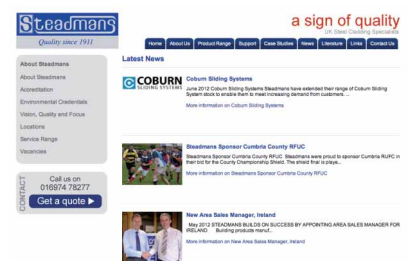 Steadmans
Quality since 1911
a sign of quality
UK Steel Cladding Specialists
Home
About Us
Product Range
Support
Case Studies
News
Literature
Links
Contact Us
About Steadmans
About Steadmans
Accreditation
Environmental Credentials
Vision, Quality and Focus
Locations
Service Range
Vacancies
CONTACT
Call us on
016974 78277
Get a quote
Latest News
COBURN
SLIDING SYSTEMS
Coburn Sliding Systems
June 2012 Coburn Sliding Systems Steadmans have extended their range of Coburn Sliding
System stock to enable them to meet increasing demand from customers. ...
More information on Coburn Sliding Systems
Steadmans Sponsor Cumbria County RFUC
Steadmans Sponsor Cumbria County RFUC Steadmans were proud to sponsor Cumbria RUFC in
their final for the County Championship Shield. The shield final is playe...
More information on Steadmans Sponsor Cumbria County RFUC
New Area Sales Manager, Ireland
May 2012 STEADMANS BUILDS ON SUCCESS BY APPOINTING AREA SALES MANAGER FOR
IRELAND Building products manuf...
More information on New Area Sales Manager, Ireland